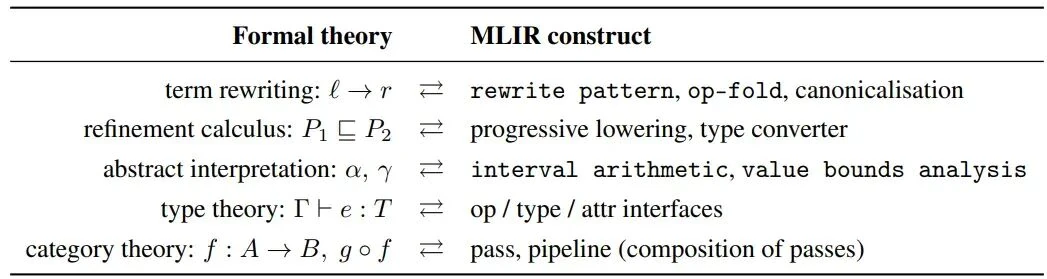 Formal theory MLIR construct
term rewriting: ℓ → r ⇄ rewrite pattern, op-fold, canonicalisation
refinement calculus: P₁ ⊑ P₂ ⇄ progressive lowering, type converter
abstract interpretation: α, γ ⇄ interval arithmetic, value bounds analysis
type theory: Γ ⊢ e : T ⇄ op / type / attr interfaces
category theory: f : A → B, g ∘ f ⇄ pass, pipeline (composition of passes)